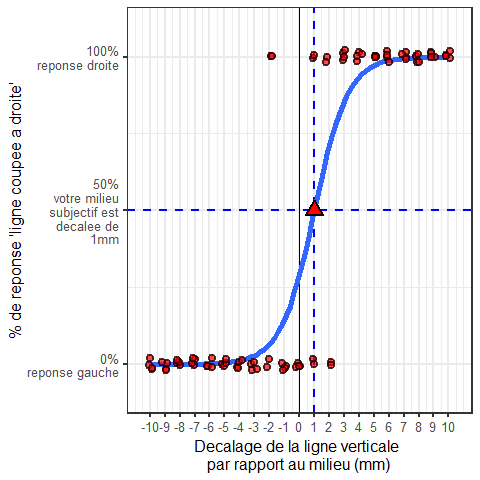 100%
reponse droite
50%
votre milieu
subjectif est
decalee de
1mm
0%
reponse gauche
% de reponse 'ligne coupee a droite'
-10 -9 -8 -7 -6 -5 -4 -3 -2 -1 0 1 2 3 4 5 6 7 8 9 10
Decalage de la ligne verticale
par rapport au milieu (mm)